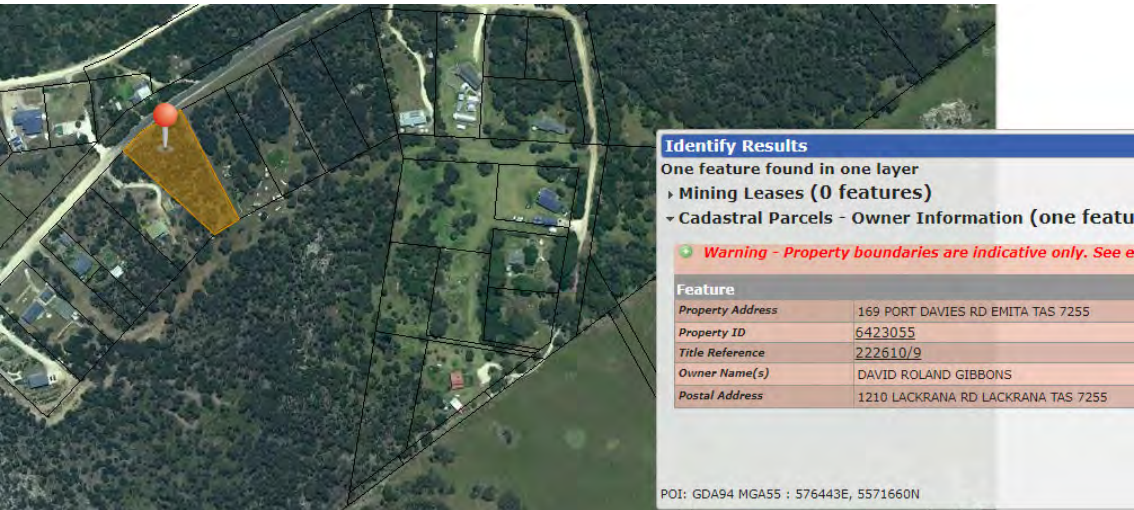 Identify Results
One feature found in one layer
Mining Leases (0 features)
Cadastral Parcels - Owner Information (one featu
Warning - Property boundaries are indicative only. See e
Feature
Property Address 169 PORT DAVIES RD EMITA TAS 7255
Property ID 6423055
Title Reference 222610/9
Owner Name(s) DAVID ROLAND GIBBONS
Postal Address 1210 LACKRANA RD LACKRANA TAS 7255
POI: GDA94 MGA55 : 576443E, 5571660N